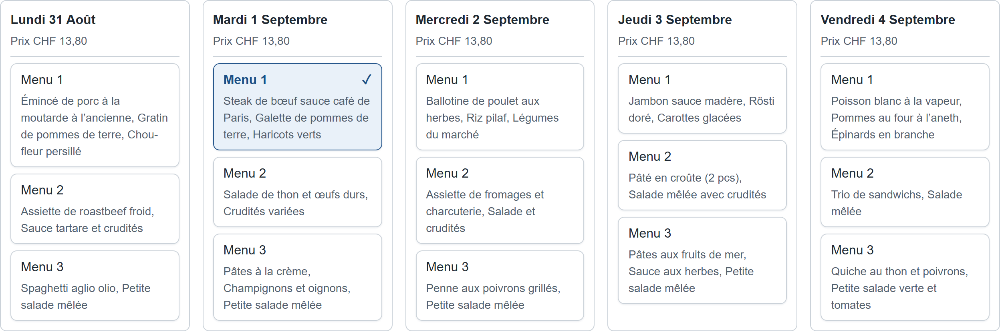 Lundi 31 Août
Prix CHF 13,80
Menu 1
Émincé de porc à la
moutarde à l’ancienne, Gratin
de pommes de terre, Chou-
fleur persillé
Menu 2
Assiette de roastbeef froid,
Sauce tartare et crudités
Menu 3
Spaghetti aglio olio, Petite
salade mêlée
Mardi 1 Septembre
Prix CHF 13,80
Menu 1 ✓
Steak de bœuf sauce café de
Paris, Galette de pommes de
terre, Haricots verts
Menu 2
Salade de thon et œufs durs,
Crudités variées
Menu 3
Pâtes à la crème,
Champignons et oignons,
Petite salade mêlée
Mercredi 2 Septembre
Prix CHF 13,80
Menu 1
Ballotine de poulet aux
herbes, Riz pilaf, Légumes
du marché
Menu 2
Assiette de fromages et
charcuterie, Salade et
crudités
Menu 3
Penne aux poivrons grillés,
Petite salade mêlée
Jeudi 3 Septembre
Prix CHF 13,80
Menu 1
Jambon sauce madère, Rösti
doré, Carottes glacées
Menu 2
Pâté en croûte (2 pcs),
Salade mêlée avec crudités
Menu 3
Pâtes aux fruits de mer,
Sauce aux herbes, Petite
salade mêlée
Vendredi 4 Septembre
Prix CHF 13,80
Menu 1
Poisson blanc à la vapeur,
Pommes au four à l’aneth,
Épinards en branche
Menu 2
Trio de sandwichs, Salade
mêlée
Menu 3
Quiche au thon et poivrons,
Petite salade verte et
tomates